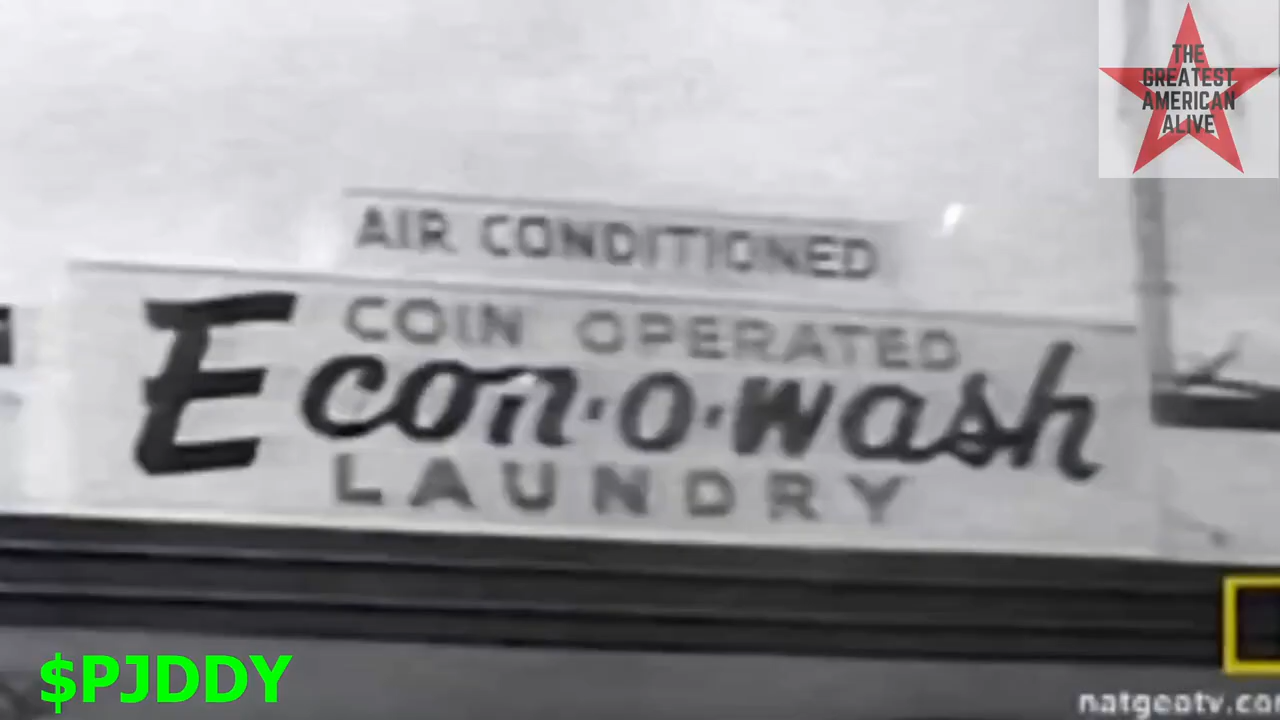 THE
GREATEST
AMERICAN
ALIVE
AIR CONDITIONED
COIN OPERATED
Econ·o·wash
LAUNDRY
$PJDDY
natgeotv.co